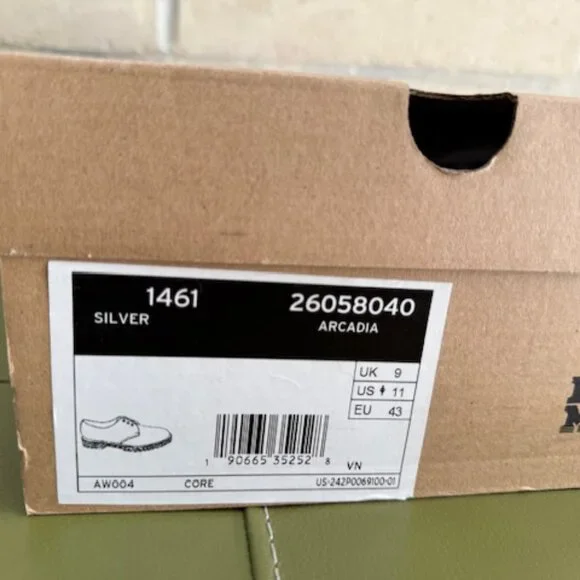 1461 26058040
SILVER ARCADIA
UK 9
US 11
EU 43
1 90665 35252 8 VN
AW004 CORE US-242P0069100-01